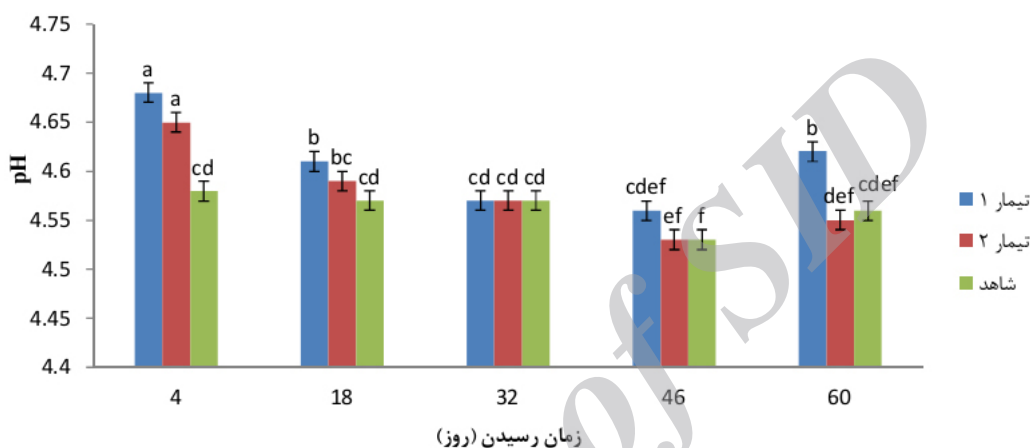 4.75
4.7
4.65
4.6
4.55
4.5
4.45
4.4
pH
a a cd
b bc cd
cd cd cd
cdef ef f
b def cdef
4 18 32 46 60
زمان رسیدن (روز)
تیمار ۱
تیمار ۲
شاهد
of SID